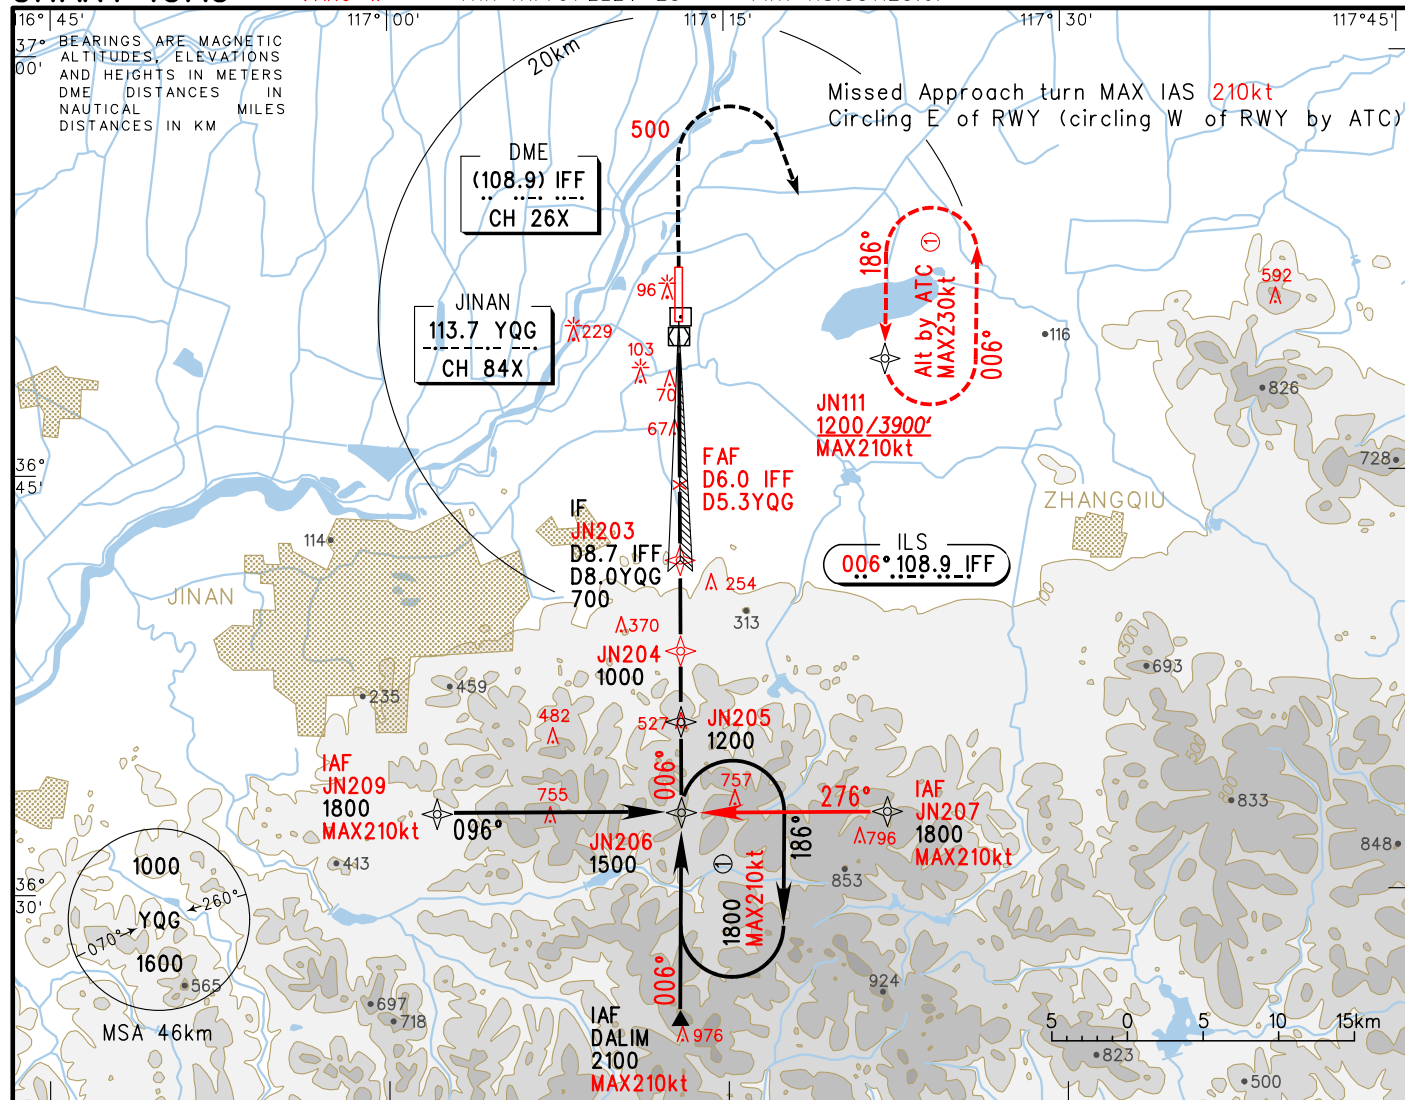 116°45'
117°00'
117°15'
117°30'
117°45'
37°
00'
BEARINGS ARE MAGNETIC
ALTITUDES, ELEVATIONS
AND HEIGHTS IN METERS
DME DISTANCES IN
NAUTICAL MILES
DISTANCES IN KM
20km
Missed Approach turn MAX IAS 210kt
Circling E of RWY (circling W of RWY by ATC)
500
DME
(108.9) IFF
CH 26X
JINAN
113.7 YQG
CH 84X
96
229
103
70
67
186°
Alt by ATC ①
MAX230kt
006°
JN111
1200/3900'
MAX210kt
592
116
826
728
36°
45'
FAF
D6.0 IFF
D5.3YQG
IF
JN203
D8.7 IFF
D8.0YQG
700
ZHANGQIU
ILS
006° 108.9 IFF
114
JINAN
254
313
100
370
JN204
1000
300
693
235
459
482
527
JN205
1200
500
IAF
JN209
1800
MAX210kt
096°
755
006°
757
276°
IAF
JN207
1800
MAX210kt
796
833
848
JN206
1500
186°
①
1800
MAX210kt
413
853
36°
30'
1000
YQG
260°
070°
1600
MSA 46km
565
697
718
006°
924
IAF
DALIM
2100
MAX210kt
976
5 0 5 10 15km
823
500